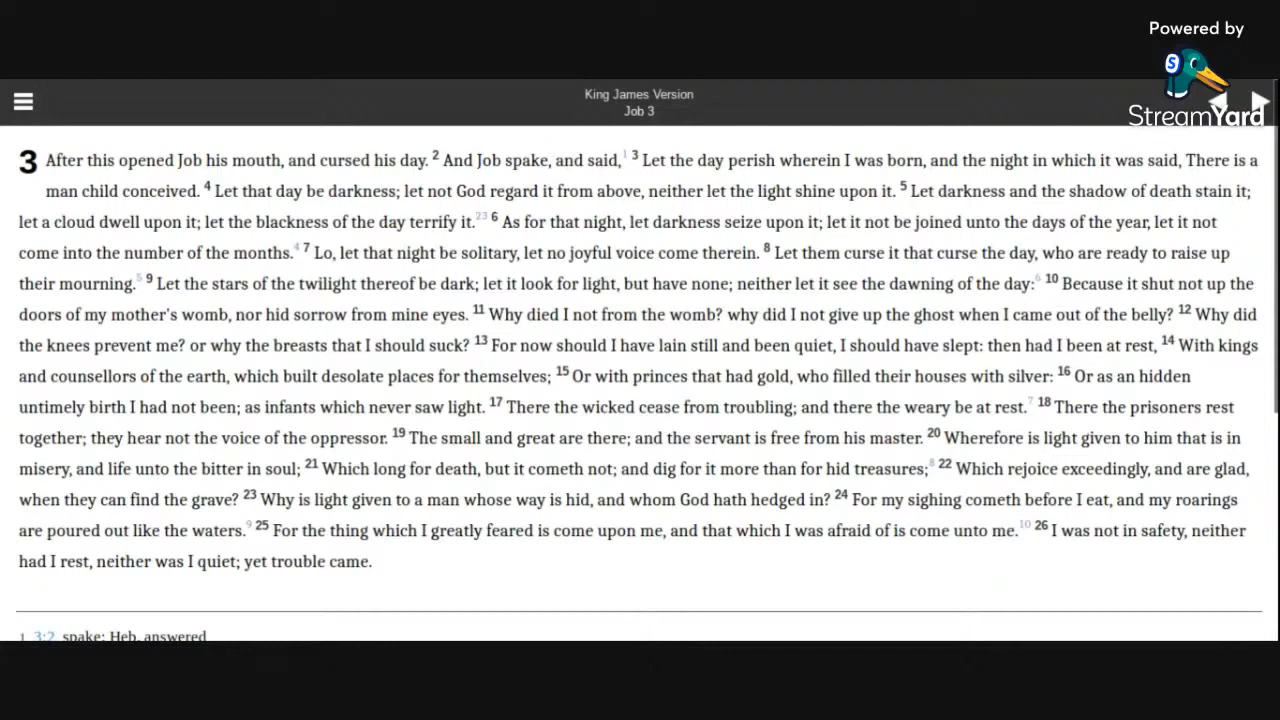 Powered by
StreamYard
King James Version
Job 3
3 After this opened Job his mouth, and cursed his day. 2 And Job spake, and said,1 3 Let the day perish wherein I was born, and the night in which it was said, There is a
man child conceived. 4 Let that day be darkness; let not God regard it from above, neither let the light shine upon it. 5 Let darkness and the shadow of death stain it;
let a cloud dwell upon it; let the blackness of the day terrify it.23 6 As for that night, let darkness seize upon it; let it not be joined unto the days of the year, let it not
come into the number of the months.4 7 Lo, let that night be solitary, let no joyful voice come therein. 8 Let them curse it that curse the day, who are ready to raise up
their mourning.5 9 Let the stars of the twilight thereof be dark; let it look for light, but have none; neither let it see the dawning of the day:6 10 Because it shut not up the
doors of my mother's womb, nor hid sorrow from mine eyes. 11 Why died I not from the womb? why did I not give up the ghost when I came out of the belly? 12 Why did
the knees prevent me? or why the breasts that I should suck? 13 For now should I have lain still and been quiet, I should have slept: then had I been at rest, 14 With kings
and counsellors of the earth, which built desolate places for themselves; 15 Or with princes that had gold, who filled their houses with silver: 16 Or as an hidden
untimely birth I had not been; as infants which never saw light. 17 There the wicked cease from troubling; and there the weary be at rest.7 18 There the prisoners rest
together; they hear not the voice of the oppressor. 19 The small and great are there; and the servant is free from his master. 20 Wherefore is light given to him that is in
misery, and life unto the bitter in soul; 21 Which long for death, but it cometh not; and dig for it more than for hid treasures;8 22 Which rejoice exceedingly, and are glad,
when they can find the grave? 23 Why is light given to a man whose way is hid, and whom God hath hedged in? 24 For my sighing cometh before I eat, and my roarings
are poured out like the waters.9 25 For the thing which I greatly feared is come upon me, and that which I was afraid of is come unto me.10 26 I was not in safety, neither
had I rest, neither was I quiet; yet trouble came.
1 3:2 spake: Heb. answered